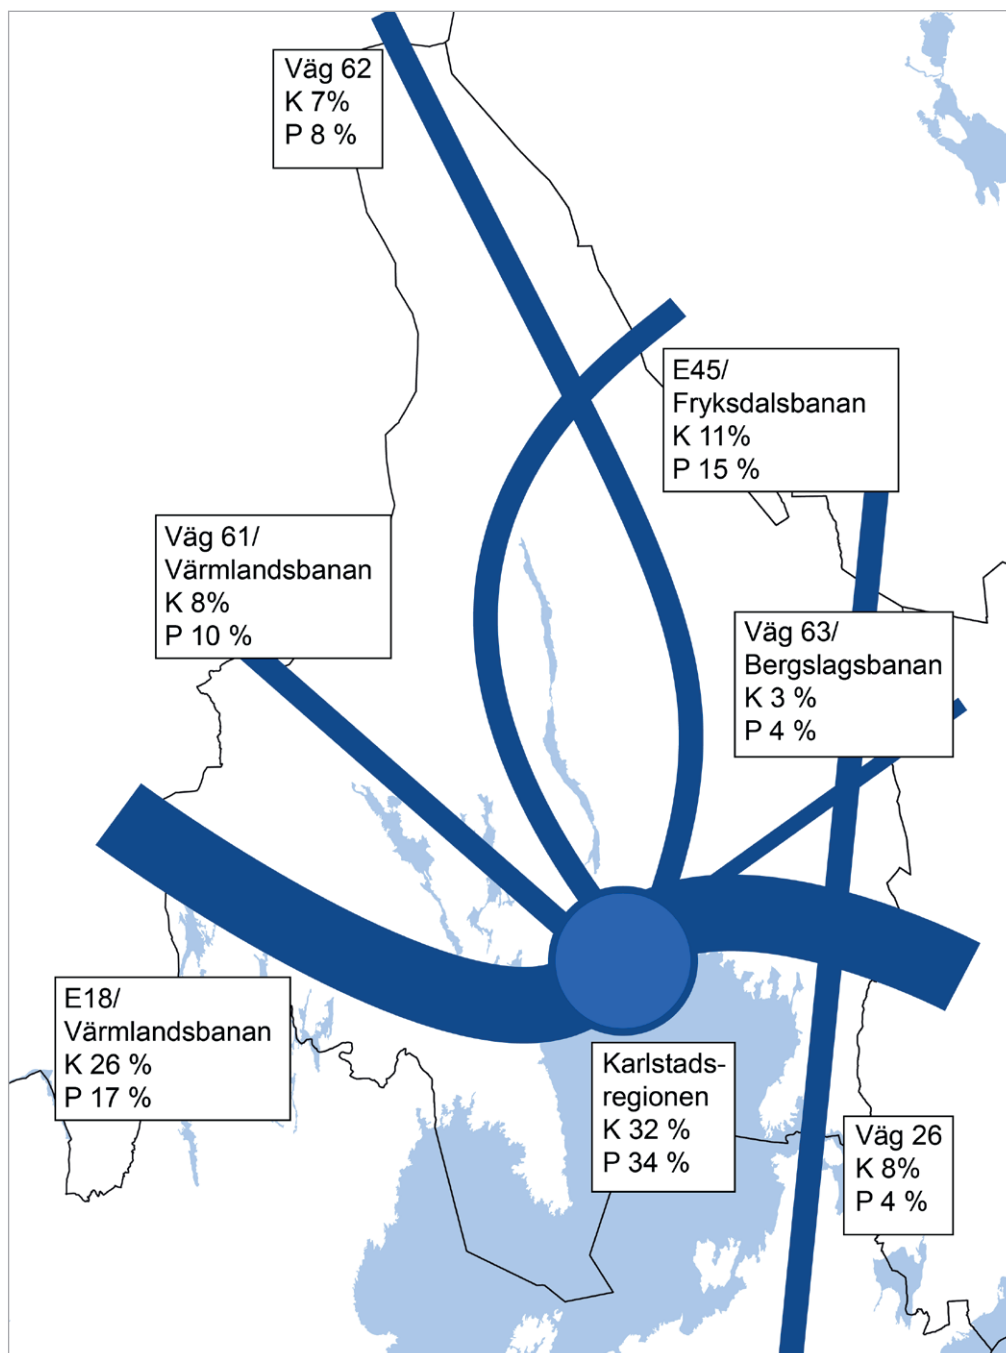 Väg 62
K 7%
P 8 %
E45/
Fryksdalsbanan
K 11%
P 15 %
Väg 61/
Värmlandsbanan
K 8%
P 10 %
Väg 63/
Bergslagsbanan
K 3 %
P 4 %
E18/
Värmlandsbanan
K 26 %
P 17 %
Karlstads-
regionen
K 32 %
P 34 %
Väg 26
K 8%
P 4 %